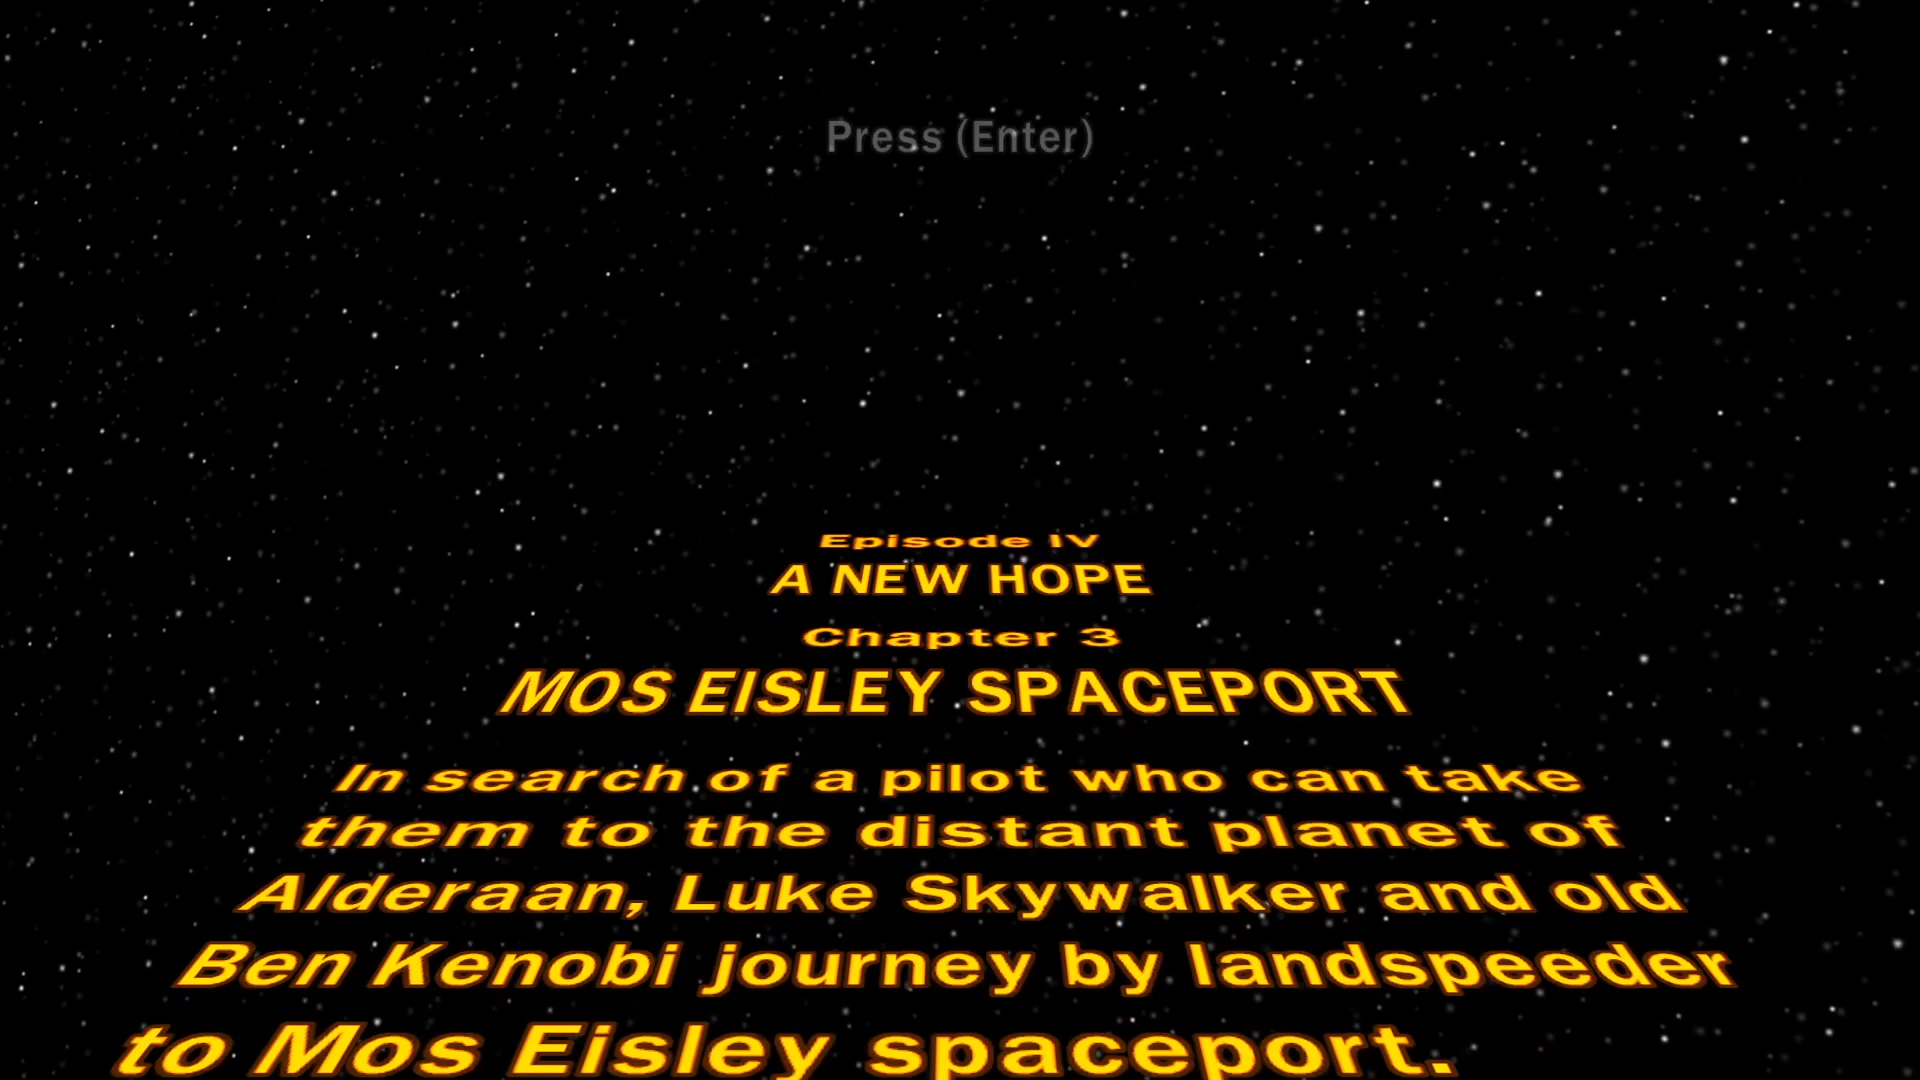 Press (Enter)
Episode IV
A NEW HOPE
Chapter 3
MOS EISLEY SPACEPORT
In search of a pilot who can take
them to the distant planet of
Alderaan, Luke Skywalker and old
Ben Kenobi journey by landspeeder
to Mos Eisley spaceport.